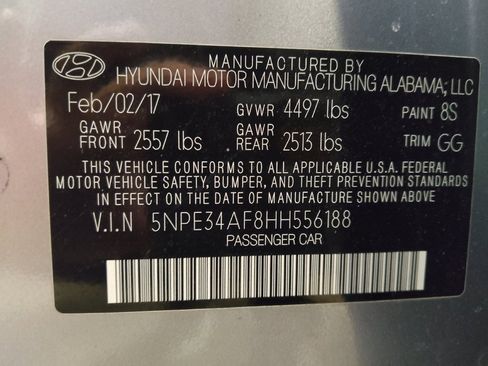 MANUFACTURED BY
HYUNDAI MOTOR MANUFACTURING ALABAMA, LLC
Feb/02/17 GVWR 4497 lbs PAINT 8S
GAWR FRONT 2557 lbs GAWR REAR 2513 lbs TRIM GG
THIS VEHICLE CONFORMS TO ALL APPLICABLE U.S.A. FEDERAL
MOTOR VEHICLE SAFETY, BUMPER, AND THEFT PREVENTION STANDARDS
IN EFFECT ON THE DATE OF MANUFACTURE SHOWN ABOVE.
V.I.N 5NPE34AF8HH556188
PASSENGER CAR